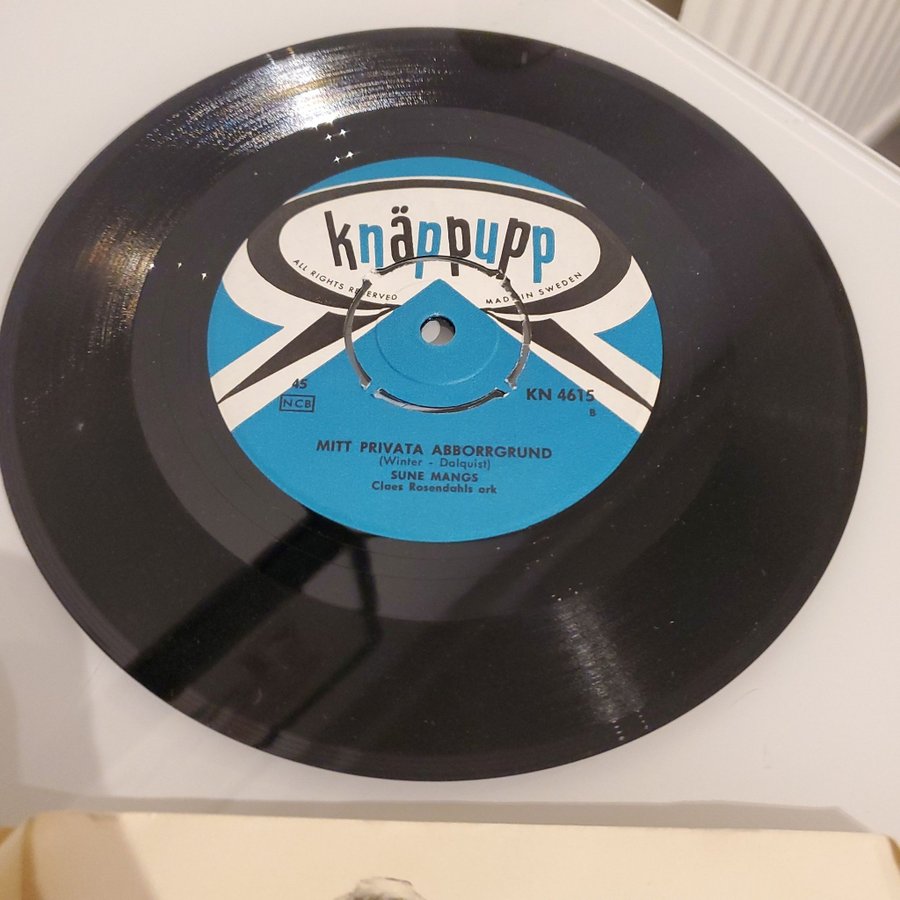 knäppupp
ALL RIGHTS RESERVED
MADE IN SWEDEN
45
NCB
KN 4615
B
MITT PRIVATA ABBORRGRUND
(Winter - Dalquist)
SUNE MANGS
Claes Rosendahls ork